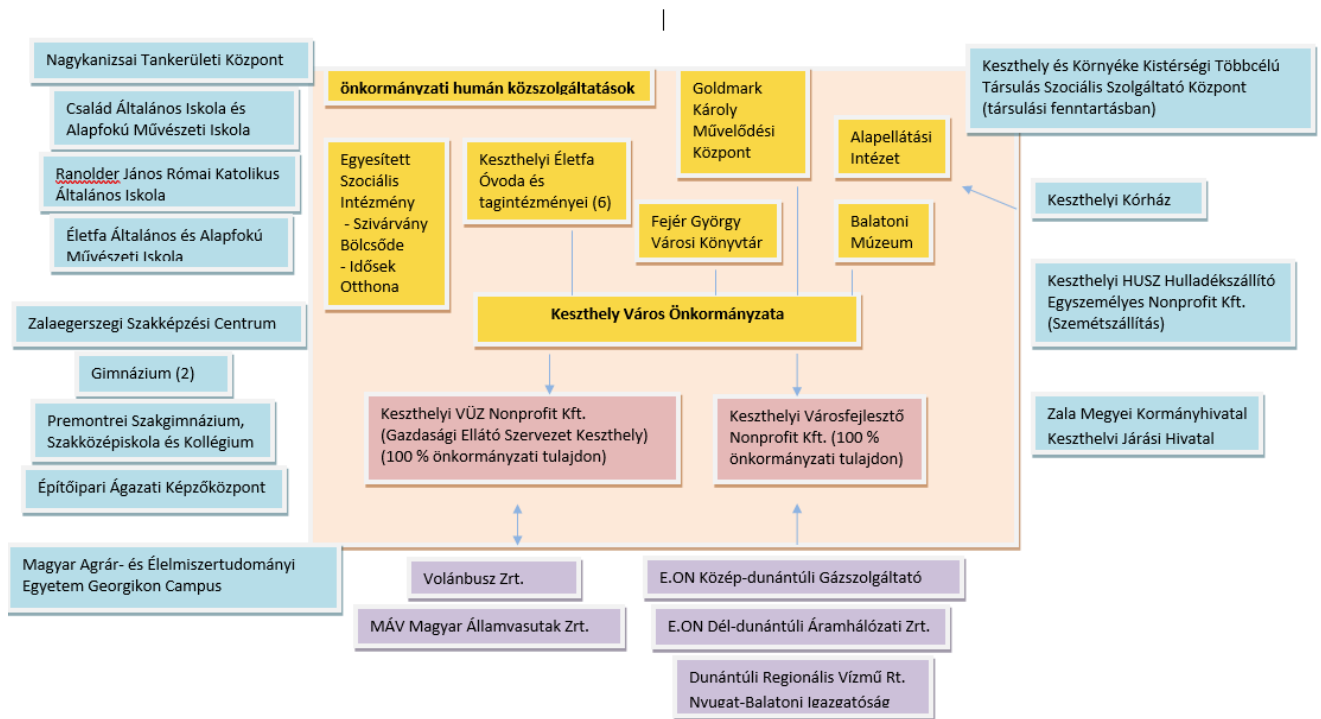 Nagykanizsai Tankerületi Központ
Család Általános Iskola és
Alapfokú Művészeti Iskola
Ranolder János Római Katolikus
Általános Iskola
Életfa Általános és Alapfokú
Művészeti Iskola
Zalaegerszegi Szakképzési Centrum
Gimnázium (2)
Premontrei Szakgimnázium,
Szakközépiskola és Kollégium
Építőipari Ágazati Képzőközpont
Magyar Agrár- és Élelmiszertudományi
Egyetem Georgikon Campus
önkormányzati humán közszolgáltatások
Egyesített
Szociális
Intézmény
- Szivárvány
Bölcsőde
- Idősek
Otthona
Keszthelyi Életfa
Óvoda és
tagintézményei (6)
Goldmark
Károly
Művelődési
Központ
Fejér György
Városi Könyvtár
Alapellátási
Intézet
Balatoni
Múzeum
Keszthely Város Önkormányzata
Keszthelyi VÜZ Nonprofit Kft.
(Gazdasági Ellátó Szervezet Keszthely)
(100 % önkormányzati tulajdon)
Keszthelyi Városfejlesztő
Nonprofit Kft. (100 %
önkormányzati tulajdon)
Volánbusz Zrt.
MÁV Magyar Államvasutak Zrt.
E.ON Közép-dunántúli Gázszolgáltató
E.ON Dél-dunántúli Áramhálózati Zrt.
Dunántúli Regionális Vízmű Rt.
Nyugat-Balatoni Igazgatóság
Keszthely és Környéke Kistérségi Többcélú
Társulás Szociális Szolgáltató Központ
(társulási fenntartásban)
Keszthelyi Kórház
Keszthelyi HUSZ Hulladékszállító
Egyszemélyes Nonprofit Kft.
(Szemétszállítás)
Zala Megyei Kormányhivatal
Keszthelyi Járási Hivatal